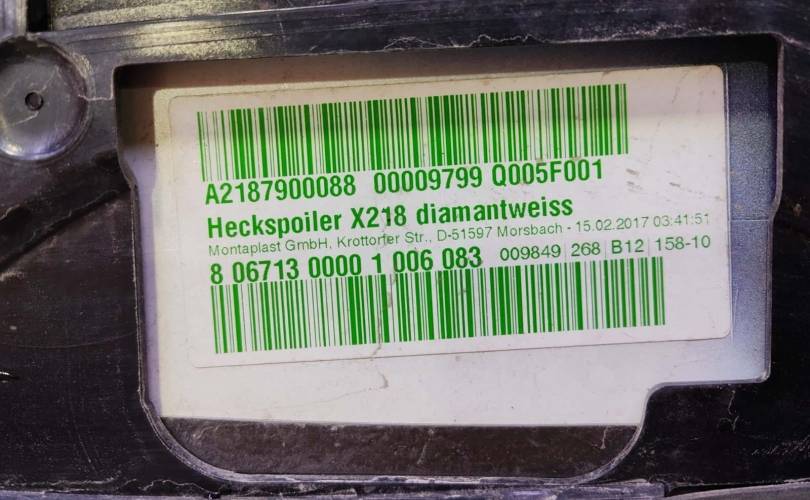 A2187900088 00009799 Q005F001
Heckspoiler X218 diamantweiss
Montaplast GmbH, Krottorfer Str., D-51597 Morsbach - 15.02.2017 03:41:51
8 06713 0000 1 006 083 009849 268 B12 158-10